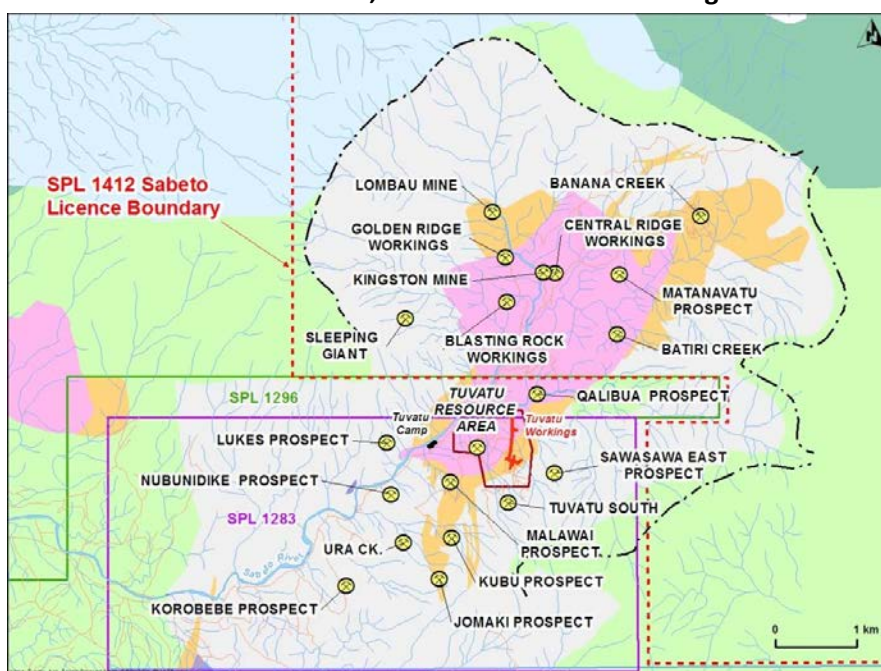 SPL 1412 Sabeto
Licence Boundary
LOMBAU MINE
BANANA CREEK
GOLDEN RIDGE
WORKINGS
CENTRAL RIDGE
WORKINGS
KINGSTON MINE
MATANAVATU
PROSPECT
SLEEPING
GIANT
BLASTING ROCK
WORKINGS
BATIRI CREEK
SPL 1296
TUVATU
RESOURCE
AREA
QALIBUA PROSPECT
Tuvatu
Camp
Tuvatu
Workings
LUKES PROSPECT
SAWASAWA EAST
PROSPECT
NUBUNIDIKE PROSPECT
SPL 1283
TUVATU SOUTH
MALAWAI
PROSPECT.
URA CK.
KUBU PROSPECT
KOROBEBE PROSPECT
JOMAKI PROSPECT
River
0 1 km
N